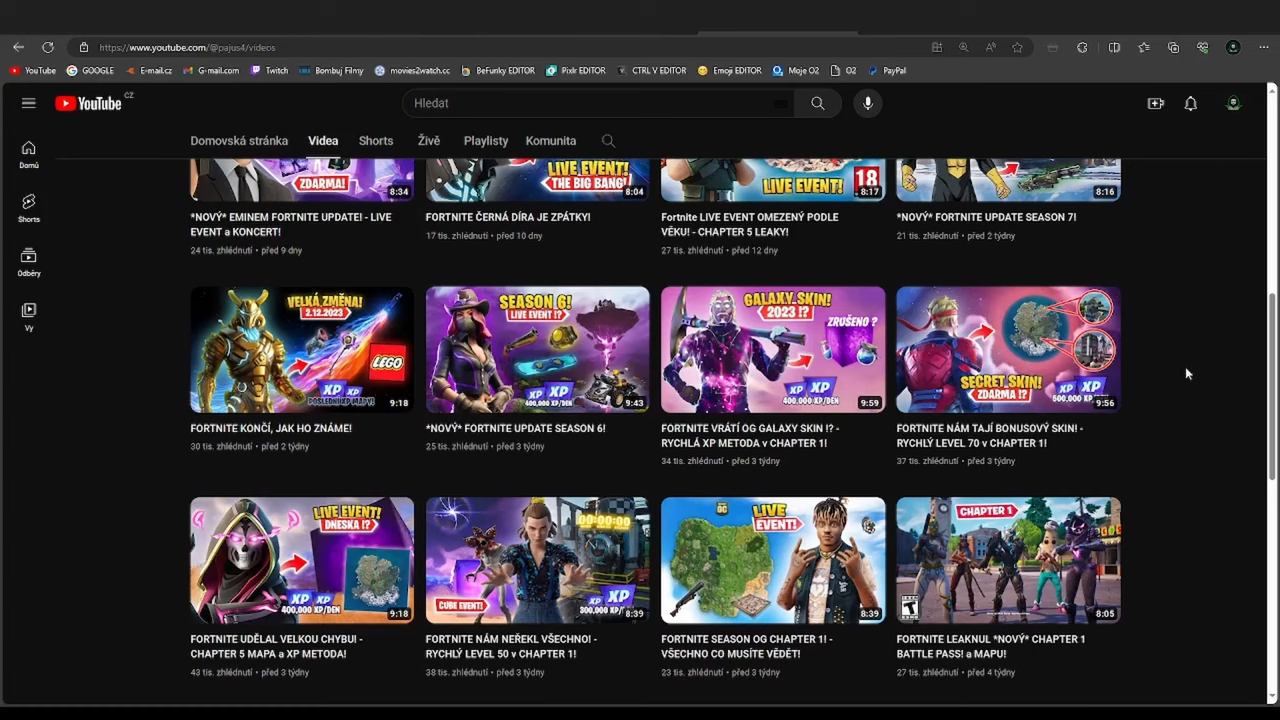 https://www.youtube.com/@pajus4/videos
YouTube
GOOGLE
E-mail.cz
G-mail.com
Twitch
Bombuj Filmy
movies2watch.cc
BeFunky EDITOR
Pixlr EDITOR
CTRL V EDITOR
Emoji EDITOR
Moje O2
O2
PayPal
YouTube CZ
Hledat
Domovská stránka
Videa
Shorts
Živě
Playlisty
Komunita
Domů
Shorts
Odběry
Vy
ZDARMA!
8:34
LIVE EVENT!
THE BIG BANG!
8:04
LIVE EVENT!
18
8:17
8:16
*NOVÝ* EMINEM FORTNITE UPDATE! - LIVE
EVENT a KONCERT!
24 tis. zhlédnutí • před 9 dny
FORTNITE ČERNÁ DÍRA JE ZPÁTKY!
17 tis. zhlédnutí • před 10 dny
Fortnite LIVE EVENT OMEZENÝ PODLE
VĚKU! - CHAPTER 5 LEAKY!
27 tis. zhlédnutí • před 12 dny
*NOVÝ* FORTNITE UPDATE SEASON 7!
21 tis. zhlédnutí • před 2 týdny
VELKÁ ZMĚNA!
2.12.2023
LEGO
XP XP
POSLEDNÍ XP MAPY!
9:18
SEASON 6!
LIVE EVENT !?
XP XP
400,000 XP/DEN
9:43
GALAXY SKIN!
2023 !?
ZRUŠENO ?
XP XP
400.000 XP/DEN
9:59
SECRET SKIN!
ZDARMA !?
XP XP
500,000 XP/DEN
9:56
FORTNITE KONČÍ, JAK HO ZNÁME!
30 tis. zhlédnutí • před 2 týdny
*NOVÝ* FORTNITE UPDATE SEASON 6!
25 tis. zhlédnutí • před 3 týdny
FORTNITE VRÁTÍ OG GALAXY SKIN !? -
RYCHLÁ XP METODA v CHAPTER 1!
34 tis. zhlédnutí • před 3 týdny
FORTNITE NÁM TAJÍ BONUSOVÝ SKIN! -
RYCHLÝ LEVEL 70 v CHAPTER 1!
37 tis. zhlédnutí • před 3 týdny
LIVE EVENT!
DNESKA !?
XP XP
400,000 XP/DEN
9:18
00:00:00
CUBE EVENT!
XP XP
300.000 XP/DEN
8:39
OG
LIVE
EVENT!
8:39
CHAPTER 1
T
8:05
FORTNITE UDĚLAL VELKOU CHYBU! -
CHAPTER 5 MAPA a XP METODA!
43 tis. zhlédnutí • před 3 týdny
FORTNITE NÁM NEŘEKL VŠECHNO! -
RYCHLÝ LEVEL 50 v CHAPTER 1!
38 tis. zhlédnutí • před 3 týdny
FORTNITE SEASON OG CHAPTER 1! -
VŠECHNO CO MUSÍTE VĚDĚT!
23 tis. zhlédnutí • před 3 týdny
FORTNITE LEAKNUL *NOVÝ* CHAPTER 1
BATTLE PASS! a MAPU!
27 tis. zhlédnutí • před 4 týdny